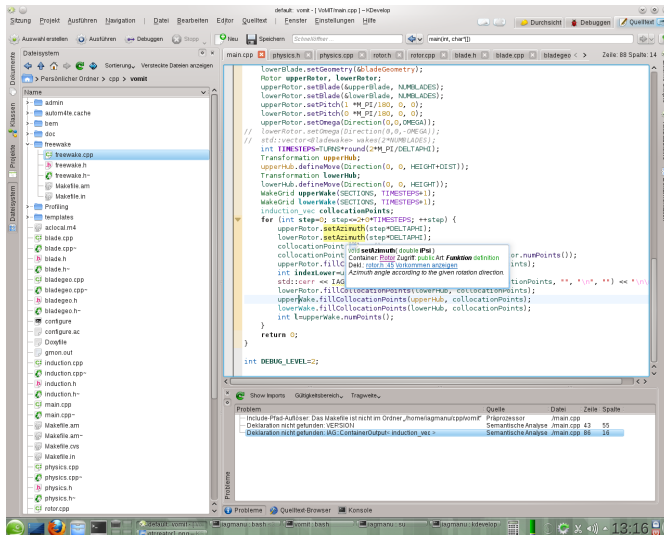 default: vomit - [ VoMIT/main.cpp ] – KDevelop
Sitzung Projekt Ausführen Navigation Datei Bearbeiten Editor Quelltext Fenster Einstellungen Hilfe
Durchsicht Debuggen Quelltext
Auswahl erstellen Ausführen Debuggen Stopp Neu Speichern Schnellöffner... main(int, char*[])
Dateisystem
main.cpp physics.h physics.cpp rotor.h rotor.cpp blade.h blade.cpp bladegeo
Zeile: 88 Spalte: 14
Sortierung Versteckte Dateien anzeigen
Persönlicher Ordner > cpp > vomit
Name
admin
autom4te.cache
bem
doc
freewake
freewake.cpp
freewake.h
freewake.h~
Makefile.am
Makefile.in
Profiling
templates
aclocal.m4
blade.cpp
blade.cpp~
blade.h
blade.h~
bladegeo.cpp
bladegeo.cpp~
bladegeo.h
bladegeo.h~
configure
configure.ac
Doxyfile
gmon.out
induction.cpp
induction.cpp~
induction.h
induction.h~
main.cpp
main.cpp~
Makefile.am
Makefile.am~
Makefile.cvs
Makefile.in
physics.cpp
physics.cpp~
physics.h
physics.h~
rotor.cpp
Dokumente
Klassen
Projekte
Dateisystem
lowerBlade.setGeometry(&bladeGeometry);
Rotor upperRotor, lowerRotor;
upperRotor.setBlade(&upperBlade, NUMBLADES);
lowerRotor.setBlade(&lowerBlade, NUMBLADES);
upperRotor.setPitch(1 *M_PI/180, 0, 0);
lowerRotor.setPitch(1 *M_PI/180, 0, 0);
upperRotor.setOmega(Direction(0,0,OMEGA));
// lowerRotor.setOmega(Direction(0,0,-OMEGA));
// std::vector<Bladewake> wakes(2*NUMBLADES);
int TIMESTEPS=TURNS*round(2*M_PI/DELTAPHI);
Transformation upperHub;
upperHub.defineMove(Direction(0, 0, HEIGHT+DIST));
Transformation lowerHub;
lowerHub.defineMove(Direction(0, 0, HEIGHT));
WakeGrid upperWake(SECTIONS, TIMESTEPS+1);
WakeGrid lowerWake(SECTIONS, TIMESTEPS+1);
induction_vec collocationPoints;
for (int step=0; step<=2+0*TIMESTEPS; ++step) {
upperRotor.setAzimuth(step*DELTAPHI);
lowerRotor.setAzimuth(step*DELTAPHI);
collocationPoint
or.numPoints());
upperRotor.fillC
ints);
int indexLower=u
std::cerr << IAG
tionPoints, "", "\n", "") << "\n\n
lowerRotor.fillCollocationPoints(lowerHub, collocationPoints);
upperWake.fillCollocationPoints(upperHub, collocationPoints);
lowerWake.fillCollocationPoints(lowerHub, collocationPoints);
int l=upperWake.numPoints();
}
return 0;
}
int DEBUG_LEVEL=2;
void setAzimuth( double iPsi )
Container: Rotor Zugriff: public Art: Funktion definition
Dekl.: rotor.h :45 Vorkommen anzeigen
Azimuth angle according to the given rotation direction.
Show Imports Gültigkeitsbereich Tragweite
Problem Quelle Datei Zeile Spalte
Include-Pfad-Auflöser: Das Makefile ist nicht im Ordner „/home/iagmanu/cpp/vomit“ Präprozessor /main.cpp
Deklaration nicht gefunden: VERSION Semantische Analyse /main.cpp 43 55
Deklaration nicht gefunden: IAG::ContainerOutput< induction_vec > Semantische Analyse /main.cpp 86 16
Probleme
Probleme Quelltext-Browser Konsole
default: vomit - [ iagmanu : bash vomit : bash iagmanu : su iagmanu : kdevelop 13:16